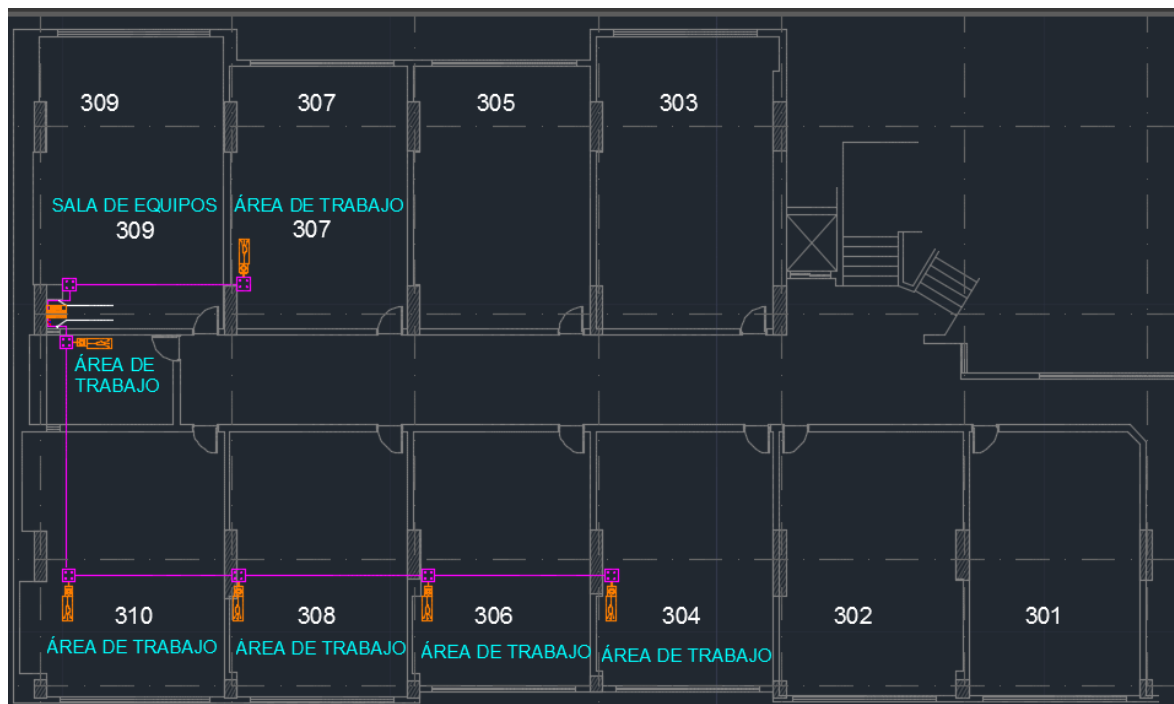 309
307
305
303
SALA DE EQUIPOS
309
ÁREA DE TRABAJO
307
ÁREA DE
TRABAJO
310
ÁREA DE TRABAJO
308
ÁREA DE TRABAJO
306
ÁREA DE TRABAJO
304
ÁREA DE TRABAJO
302
301